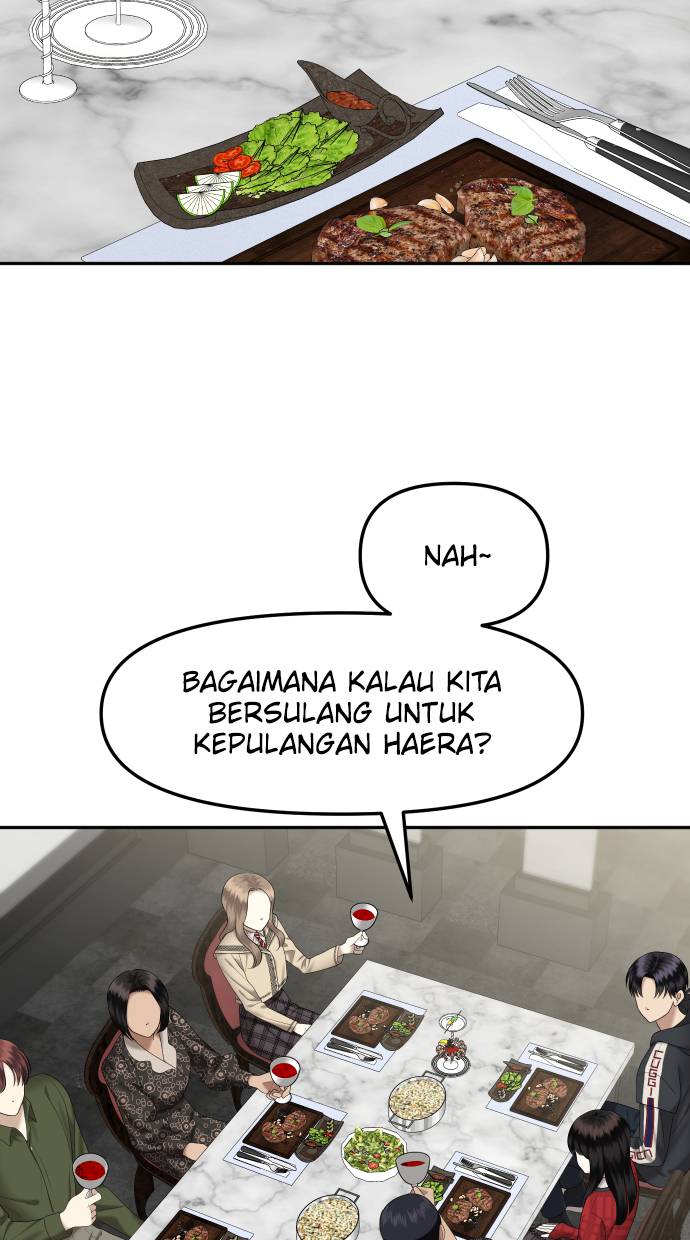 NAH~
BAGAIMANA KALAU KITA
BERSULANG UNTUK
KEPULANGAN HAERA?
CUGGI